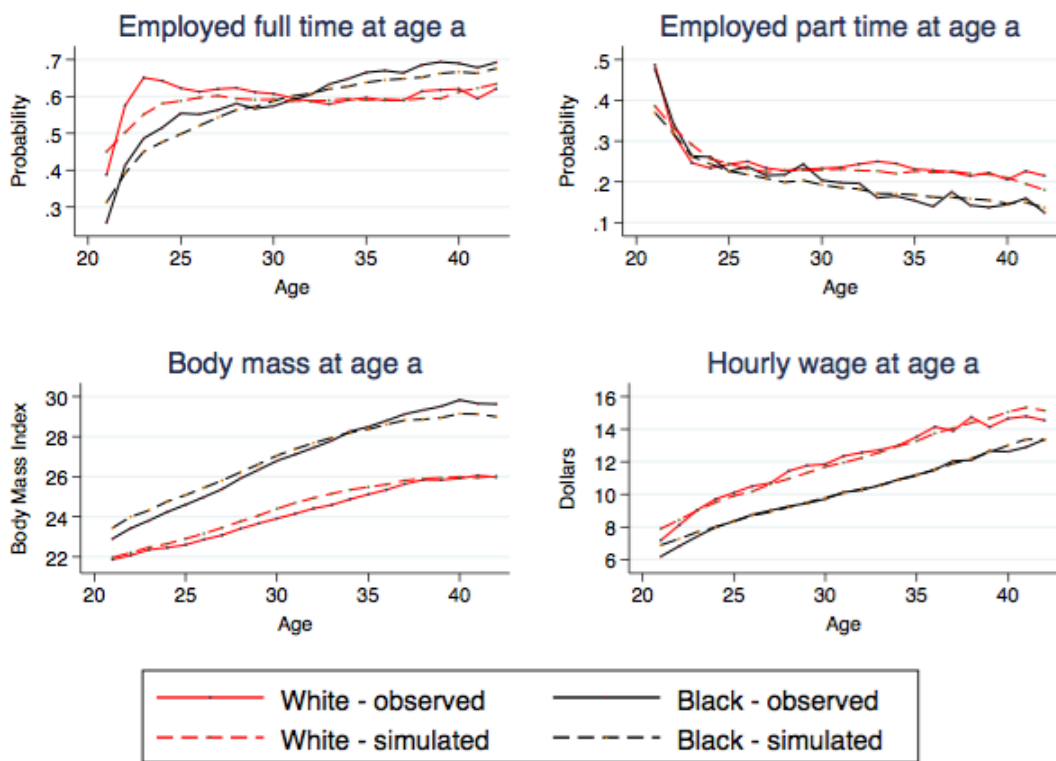 Employed full time at age a
Probability
.7
.6
.5
.4
.3
20 25 30 35 40
Age
Employed part time at age a
Probability
.5
.4
.3
.2
.1
20 25 30 35 40
Age
Body mass at age a
Body Mass Index
30
28
26
24
22
20 25 30 35 40
Age
Hourly wage at age a
Dollars
16
14
12
10
8
6
20 25 30 35 40
Age
White - observed
Black - observed
White - simulated
Black - simulated